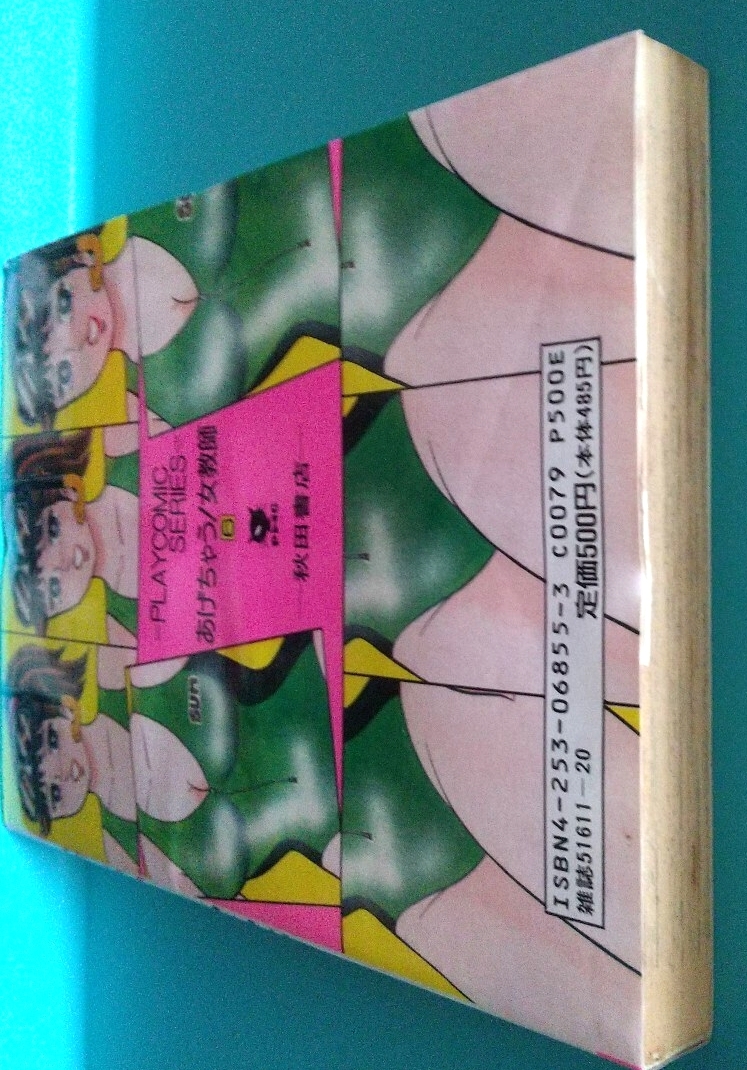 PLAYCOMIC
SERIES
あげちゃう!女教師
秋田書店
SUM
ISBN4-253-06855-3 C0079 P500E
定価500円(本体485円)
雑誌51611-20